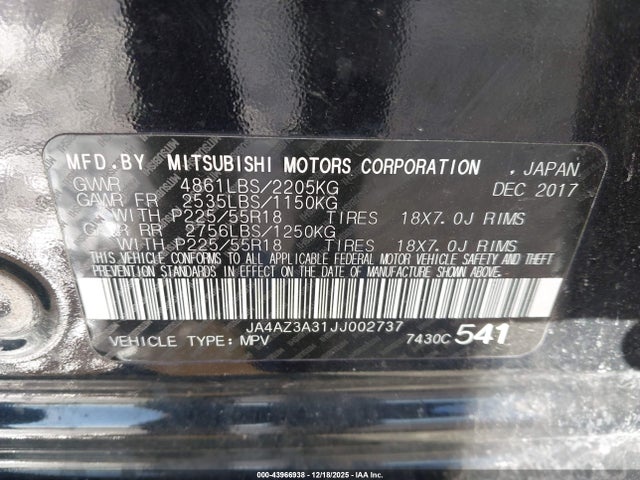 MFD.BY MITSUBISHI MOTORS CORPORATION , JAPAN
GVWR 4861LBS/2205KG DEC 2017
GAWR FR 2535LBS/1150KG
WITH P225/55R18 TIRES 18X7.0J RIMS
GAWR RR 2756LBS/1250KG
WITH P225/55R18 TIRES 18X7.0J RIMS
THIS VEHICLE CONFORMS TO ALL APPLICABLE FEDERAL MOTOR VEHICLE SAFETY AND THEFT
PREVENTION STANDARDS IN EFFECT ON THE DATE OF MANUFACTURE SHOWN ABOVE.
JA4AZ3A31JJ002737
VEHICLE TYPE: MPV 7430C 541
000-43966938 - 12/18/2025 - IAA Inc.